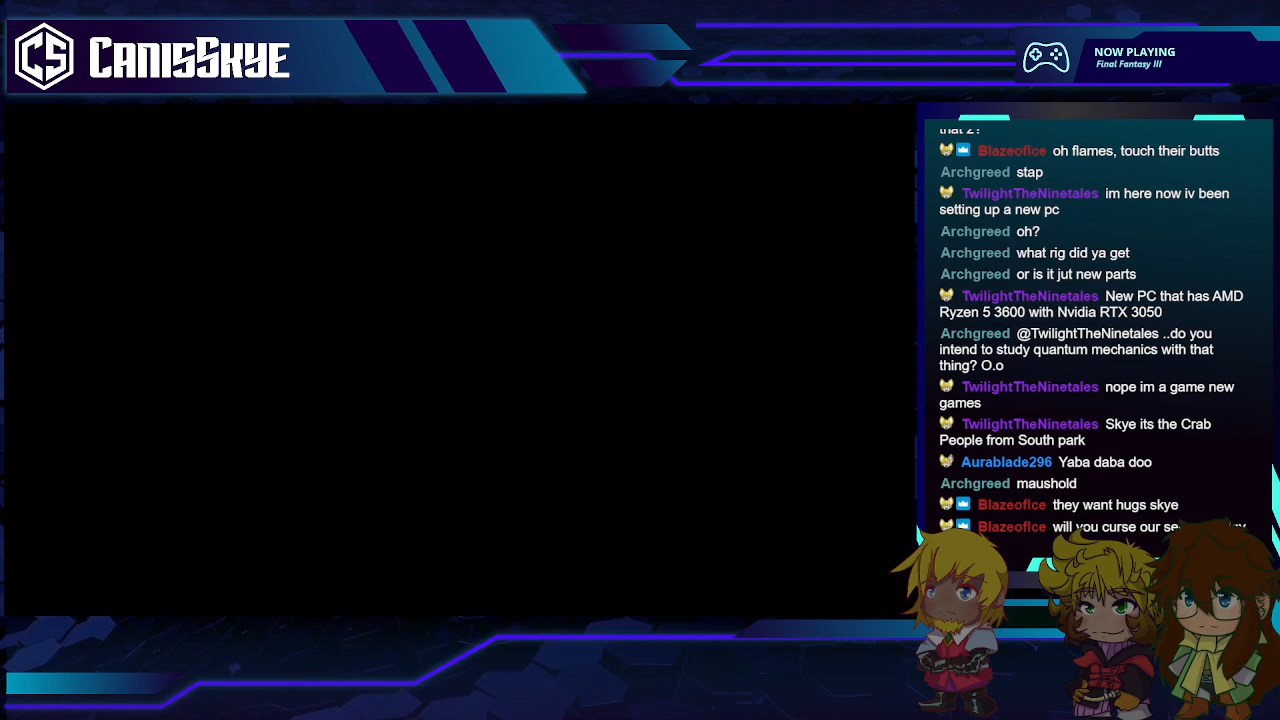 CS CANISSKYE
NOW PLAYING
Final Fantasy III
that 2?
BlazeofIce oh flames, touch their butts
Archgreed stap
TwilightTheNinetales im here now iv been
setting up a new pc
Archgreed oh?
Archgreed what rig did ya get
Archgreed or is it jut new parts
TwilightTheNinetales New PC that has AMD
Ryzen 5 3600 with Nvidia RTX 3050
Archgreed @TwilightTheNinetales ..do you
intend to study quantum mechanics with that
thing? O.o
TwilightTheNinetales nope im a game new
games
TwilightTheNinetales Skye its the Crab
People from South park
Aurablade296 Yaba daba doo
Archgreed maushold
BlazeofIce they want hugs skye
BlazeofIce will you curse our